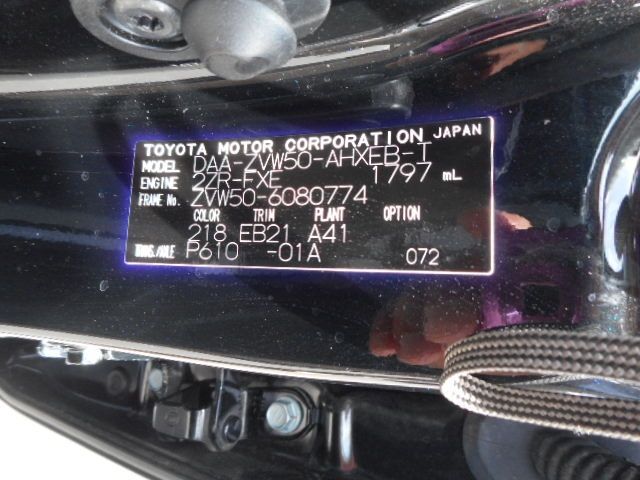 TOYOTA MOTOR CORPORATION JAPAN
MODEL DAA-ZVW50-AHXEB-I
ENGINE 2ZR-FXE 1797 mL
FRAME No. ZVW50-6080774
COLOR TRIM PLANT OPTION
218 EB21 A41
TRANS./AXLE P610 -01A 072